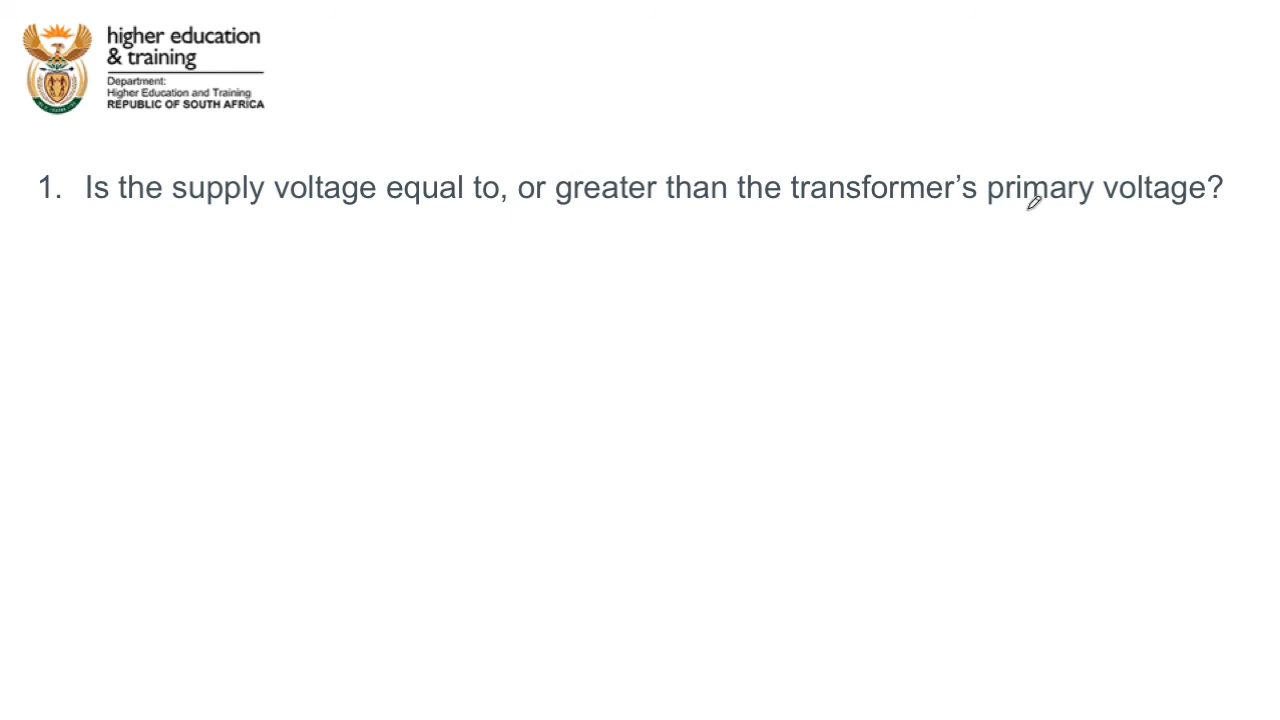 higher education
& training
Department:
Higher Education and Training
REPUBLIC OF SOUTH AFRICA
1. Is the supply voltage equal to, or greater than the transformer’s primary voltage?